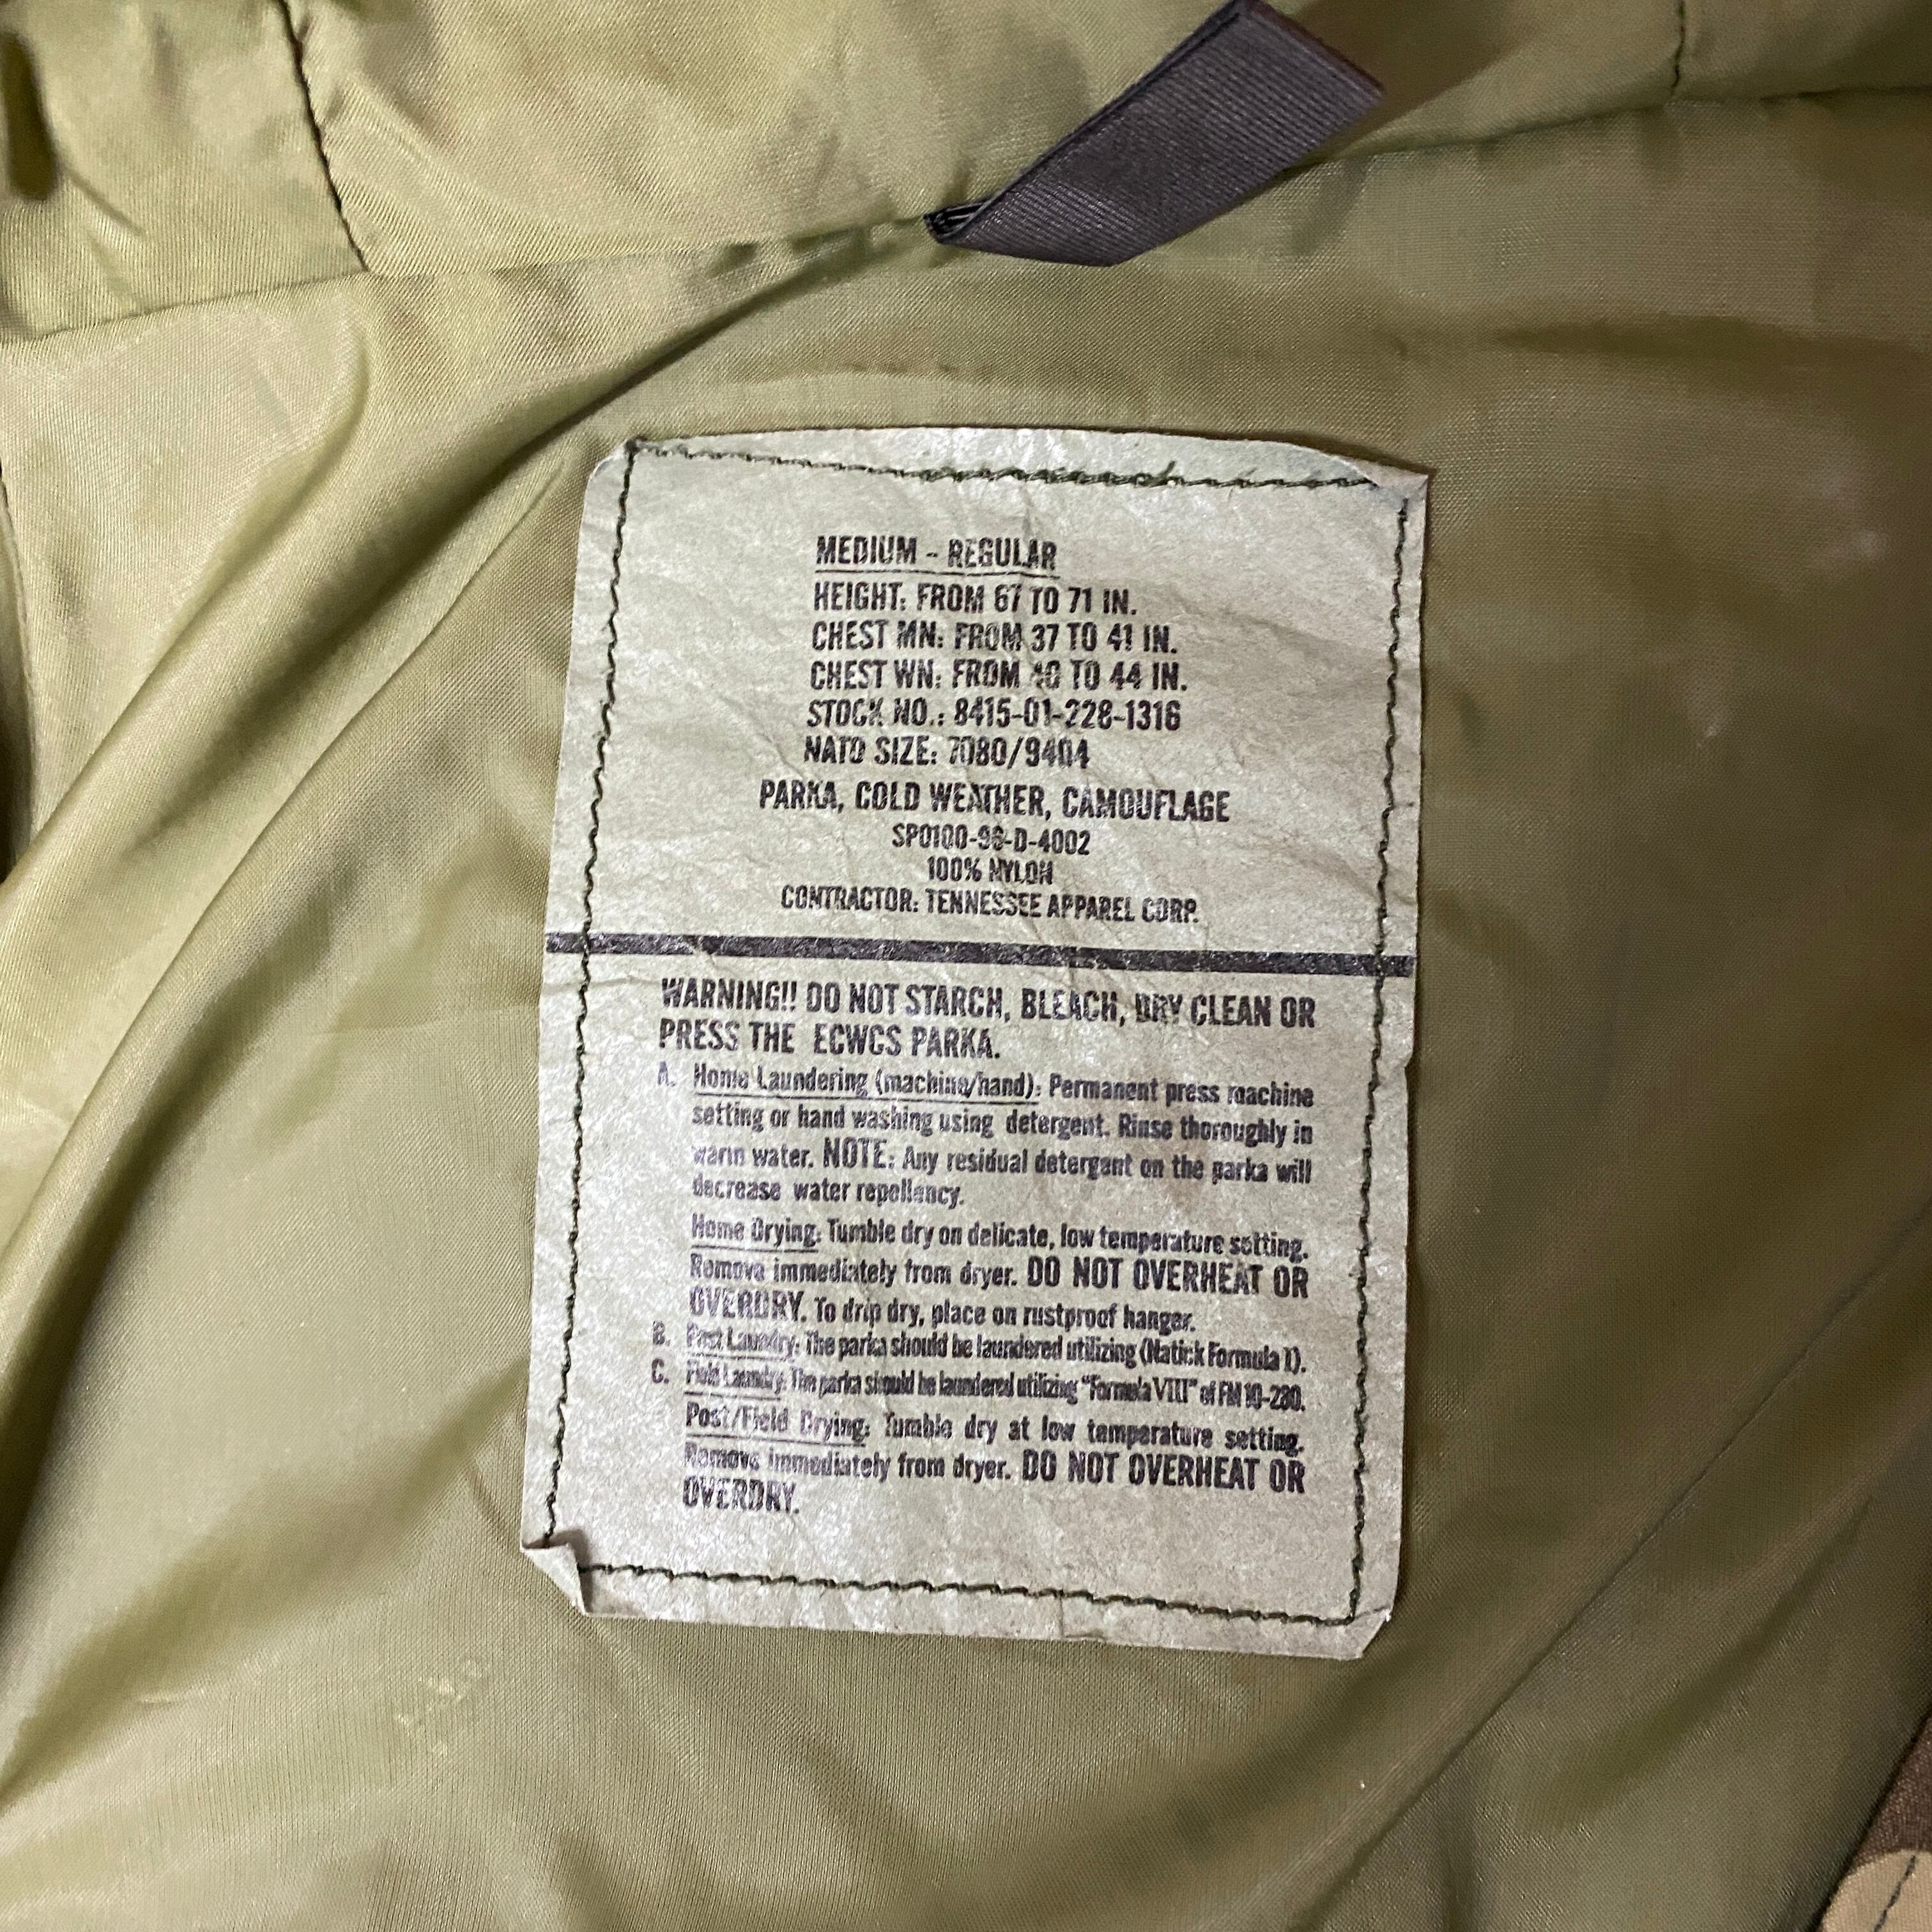 MEDIUM - REGULAR
HEIGHT: FROM 67 TO 71 IN.
CHEST MN: FROM 37 TO 41 IN.
CHEST WN: FROM 40 TO 44 IN.
STOCK NO.: 8415-01-228-1316
NATO SIZE: 7080/9404
PARKA, COLD WEATHER, CAMOUFLAGE
SP0100-98-D-4002
100% NYLON
CONTRACTOR: TENNESSEE APPAREL CORP.
WARNING!! DO NOT STARCH, BLEACH, DRY CLEAN OR
PRESS THE ECWCS PARKA.
A. Home Laundering (machine/hand): Permanent press machine
setting or hand washing using detergent. Rinse thoroughly in
warm water. NOTE: Any residual detergent on the parka will
decrease water repellancy.
Home Drying: Tumble dry on delicate, low temperature setting.
Remove immediately from dryer. DO NOT OVERHEAT OR
OVERDRY. To drip dry, place on rustproof hanger.
B. Post Laundry: The parka should be laundered utilizing (Natick Formula 1).
C. Field Laundry: The parka should be laundered utilizing "Formula VIII" of FM 10-280.
Post/Field Drying: Tumble dry at low temperature setting.
Remove immediately from dryer. DO NOT OVERHEAT OR
OVERDRY.